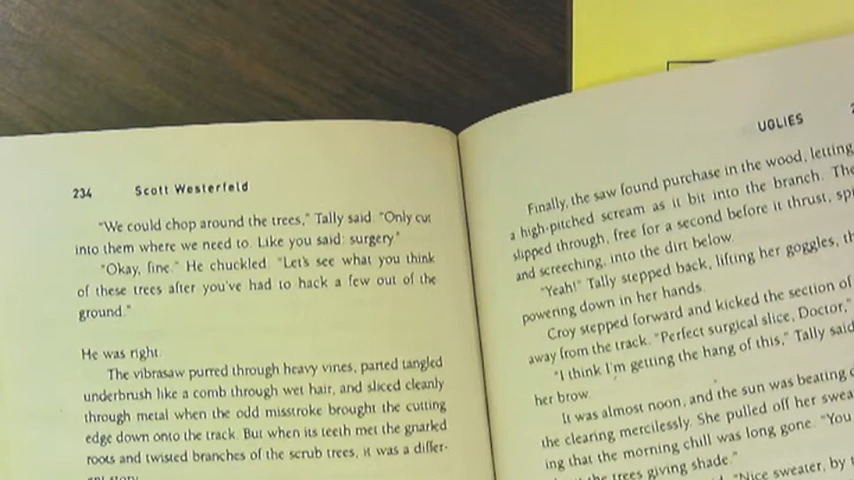 234 Scott Westerfeld
"We could chop around the trees," Tally said. "Only cut
into them where we need to. Like you said: surgery."
"Okay, fine." He chuckled. "Let's see what you think
of these trees after you've had to hack a few out of the
ground."
He was right.
The vibrasaw purred through heavy vines, parted tangled
underbrush like a comb through wet hair, and sliced cleanly
through metal when the odd misstroke brought the cutting
edge down onto the track. But when its teeth met the gnarled
roots and twisted branches of the scrub trees, it was a differ-
ent story.
UGLIES
Finally, the saw found purchase in the wood, letting
a high-pitched scream as it bit into the branch. The
slipped through, free for a second before it thrust, spi
and screeching, into the dirt below.
"Yeah!" Tally stepped back, lifting her goggles, th
powering down in her hands.
Croy stepped forward and kicked the section of
away from the track. "Perfect surgical slice, Doctor,"
"I think I'm getting the hang of this," Tally said
her brow.
It was almost noon, and the sun was beating
the clearing mercilessly. She pulled off her swea
ing that the morning chill was long gone. "You
the trees giving shade."
"Nice sweater, by t